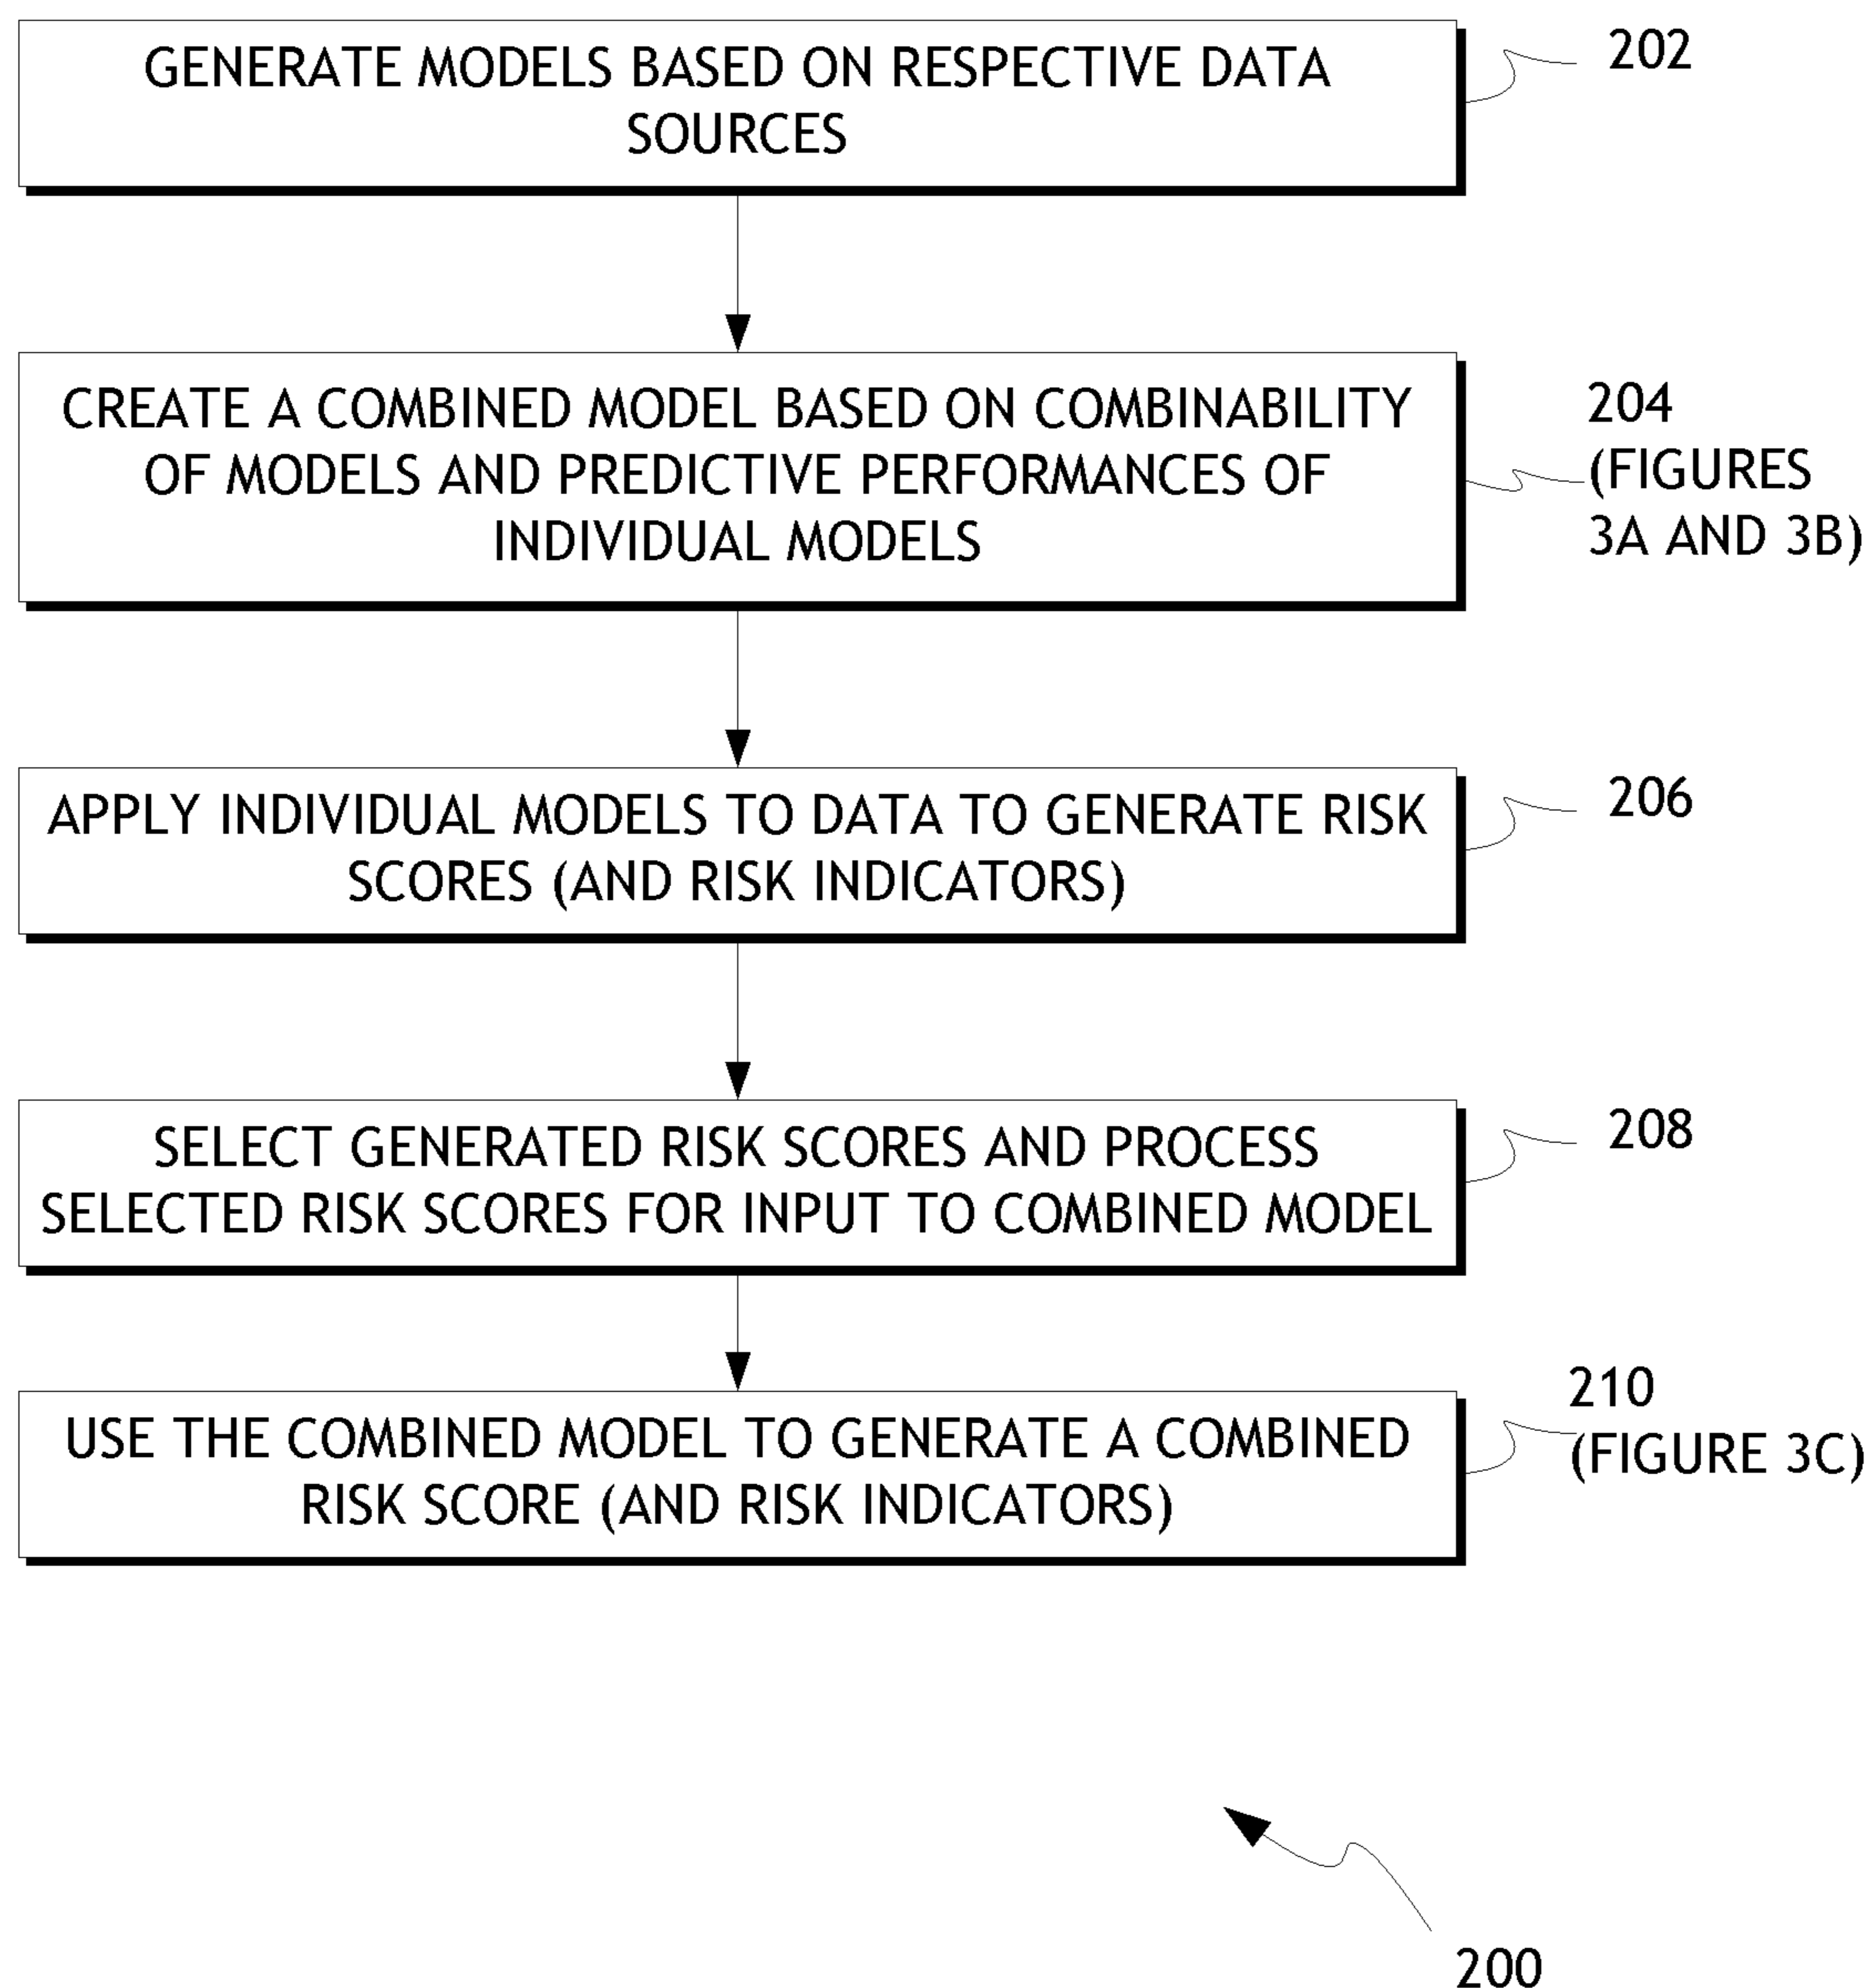 GENERATE MODELS BASED ON RESPECTIVE DATA
SOURCES
202
CREATE A COMBINED MODEL BASED ON COMBINABILITY
OF MODELS AND PREDICTIVE PERFORMANCES OF
INDIVIDUAL MODELS
204
(FIGURES
3A AND 3B)
APPLY INDIVIDUAL MODELS TO DATA TO GENERATE RISK
SCORES (AND RISK INDICATORS)
206
SELECT GENERATED RISK SCORES AND PROCESS
SELECTED RISK SCORES FOR INPUT TO COMBINED MODEL
208
USE THE COMBINED MODEL TO GENERATE A COMBINED
RISK SCORE (AND RISK INDICATORS)
210
(FIGURE 3C)
200